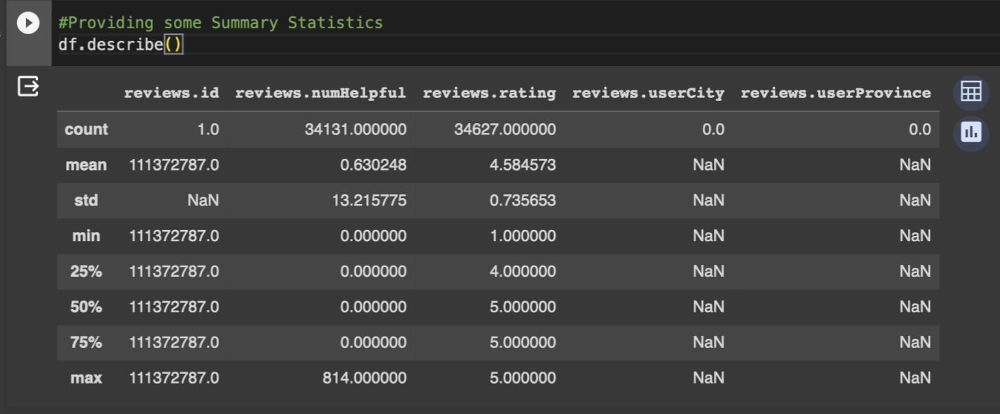 #Providing some Summary Statistics
df.describe()
reviews.id reviews.numHelpful reviews.rating reviews.userCity reviews.userProvince
count 1.0 34131.000000 34627.000000 0.0 0.0
mean 111372787.0 0.630248 4.584573 NaN NaN
std NaN 13.215775 0.735653 NaN NaN
min 111372787.0 0.000000 1.000000 NaN NaN
25% 111372787.0 0.000000 4.000000 NaN NaN
50% 111372787.0 0.000000 5.000000 NaN NaN
75% 111372787.0 0.000000 5.000000 NaN NaN
max 111372787.0 814.000000 5.000000 NaN NaN